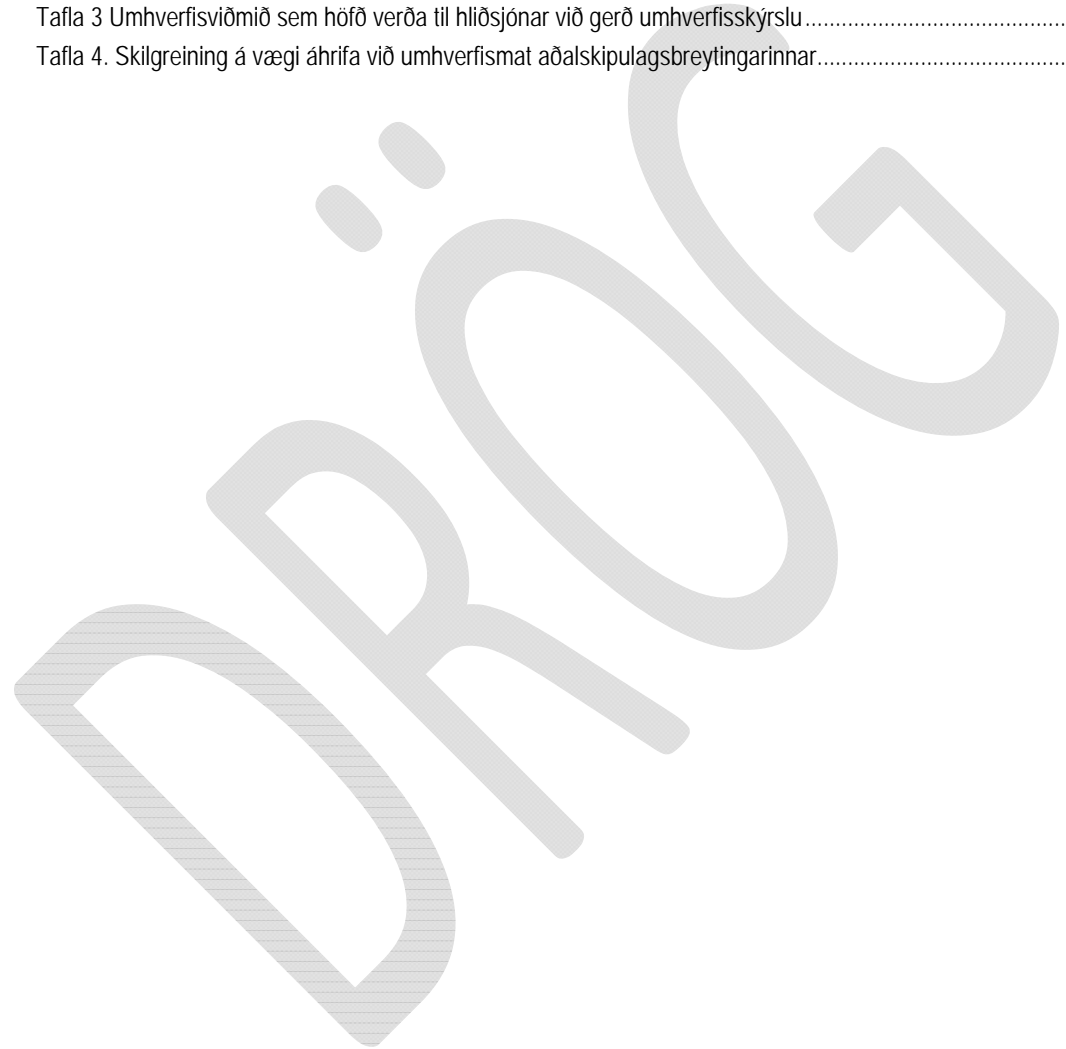 Tafla 3 Umhverfisviðmið sem höfð verða til hliðsjónar við gerð umhverfisskýrslu............................................
Tafla 4. Skilgreining á vægi áhrifa við umhverfismat aðalskipulagsbreytingarinnar..........................................
DRÖG